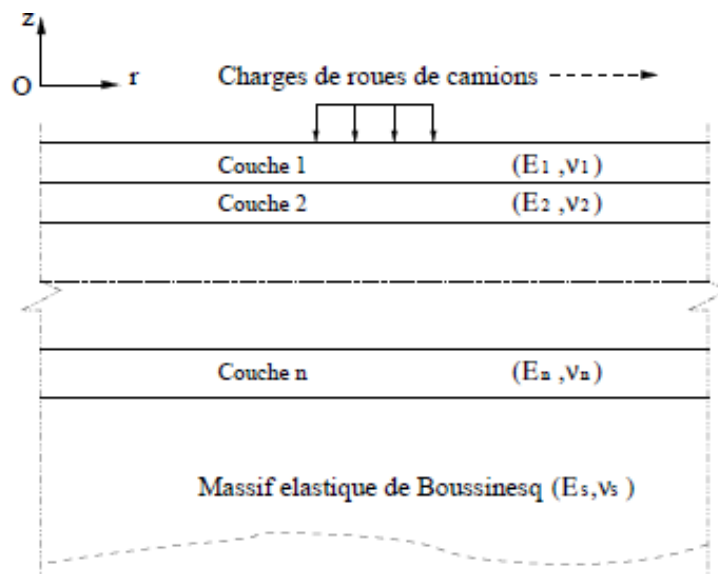 z
O r
Charges de roues de camions
Couche 1 (E1 ,ν1)
Couche 2 (E2 ,ν2)
Couche n (En ,νn)
Massif elastique de Boussinesq (Es,νs )